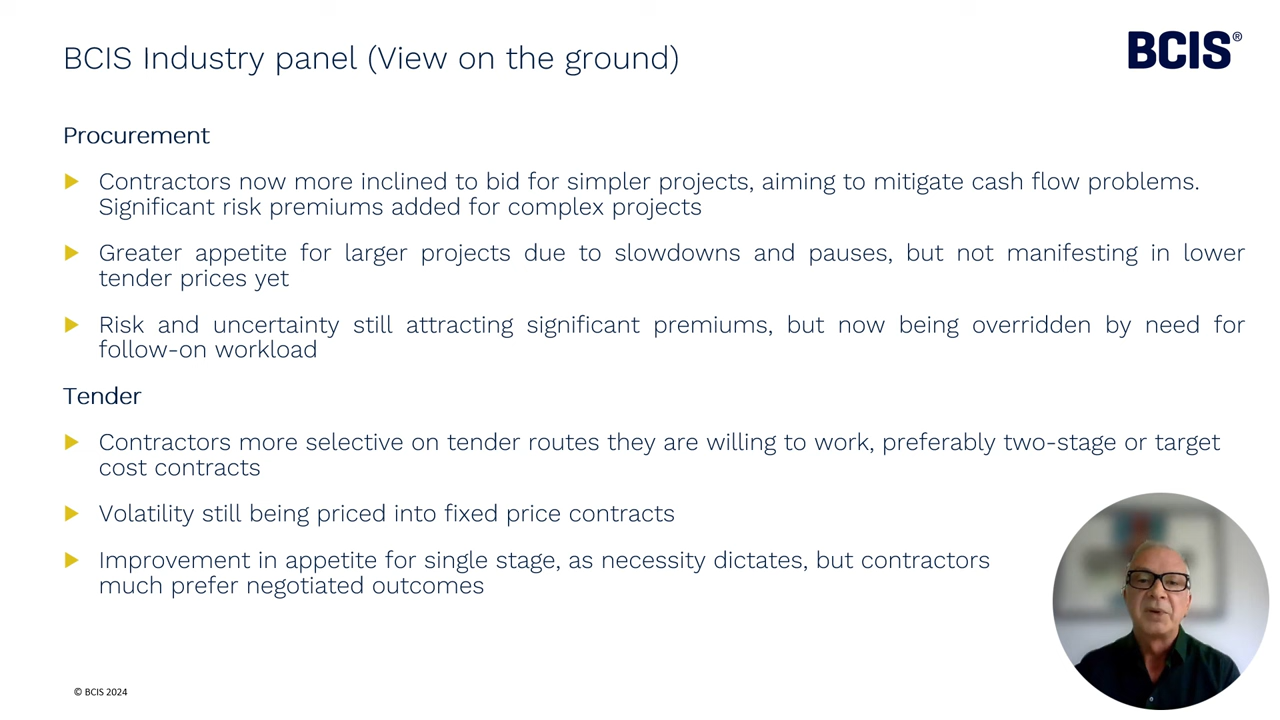 BCIS Industry panel (View on the ground)
BCIS®
Procurement
Contractors now more inclined to bid for simpler projects, aiming to mitigate cash flow problems.
Significant risk premiums added for complex projects
Greater appetite for larger projects due to slowdowns and pauses, but not manifesting in lower
tender prices yet
Risk and uncertainty still attracting significant premiums, but now being overridden by need for
follow-on workload
Tender
Contractors more selective on tender routes they are willing to work, preferably two-stage or target
cost contracts
Volatility still being priced into fixed price contracts
Improvement in appetite for single stage, as necessity dictates, but contractors
much prefer negotiated outcomes
© BCIS 2024